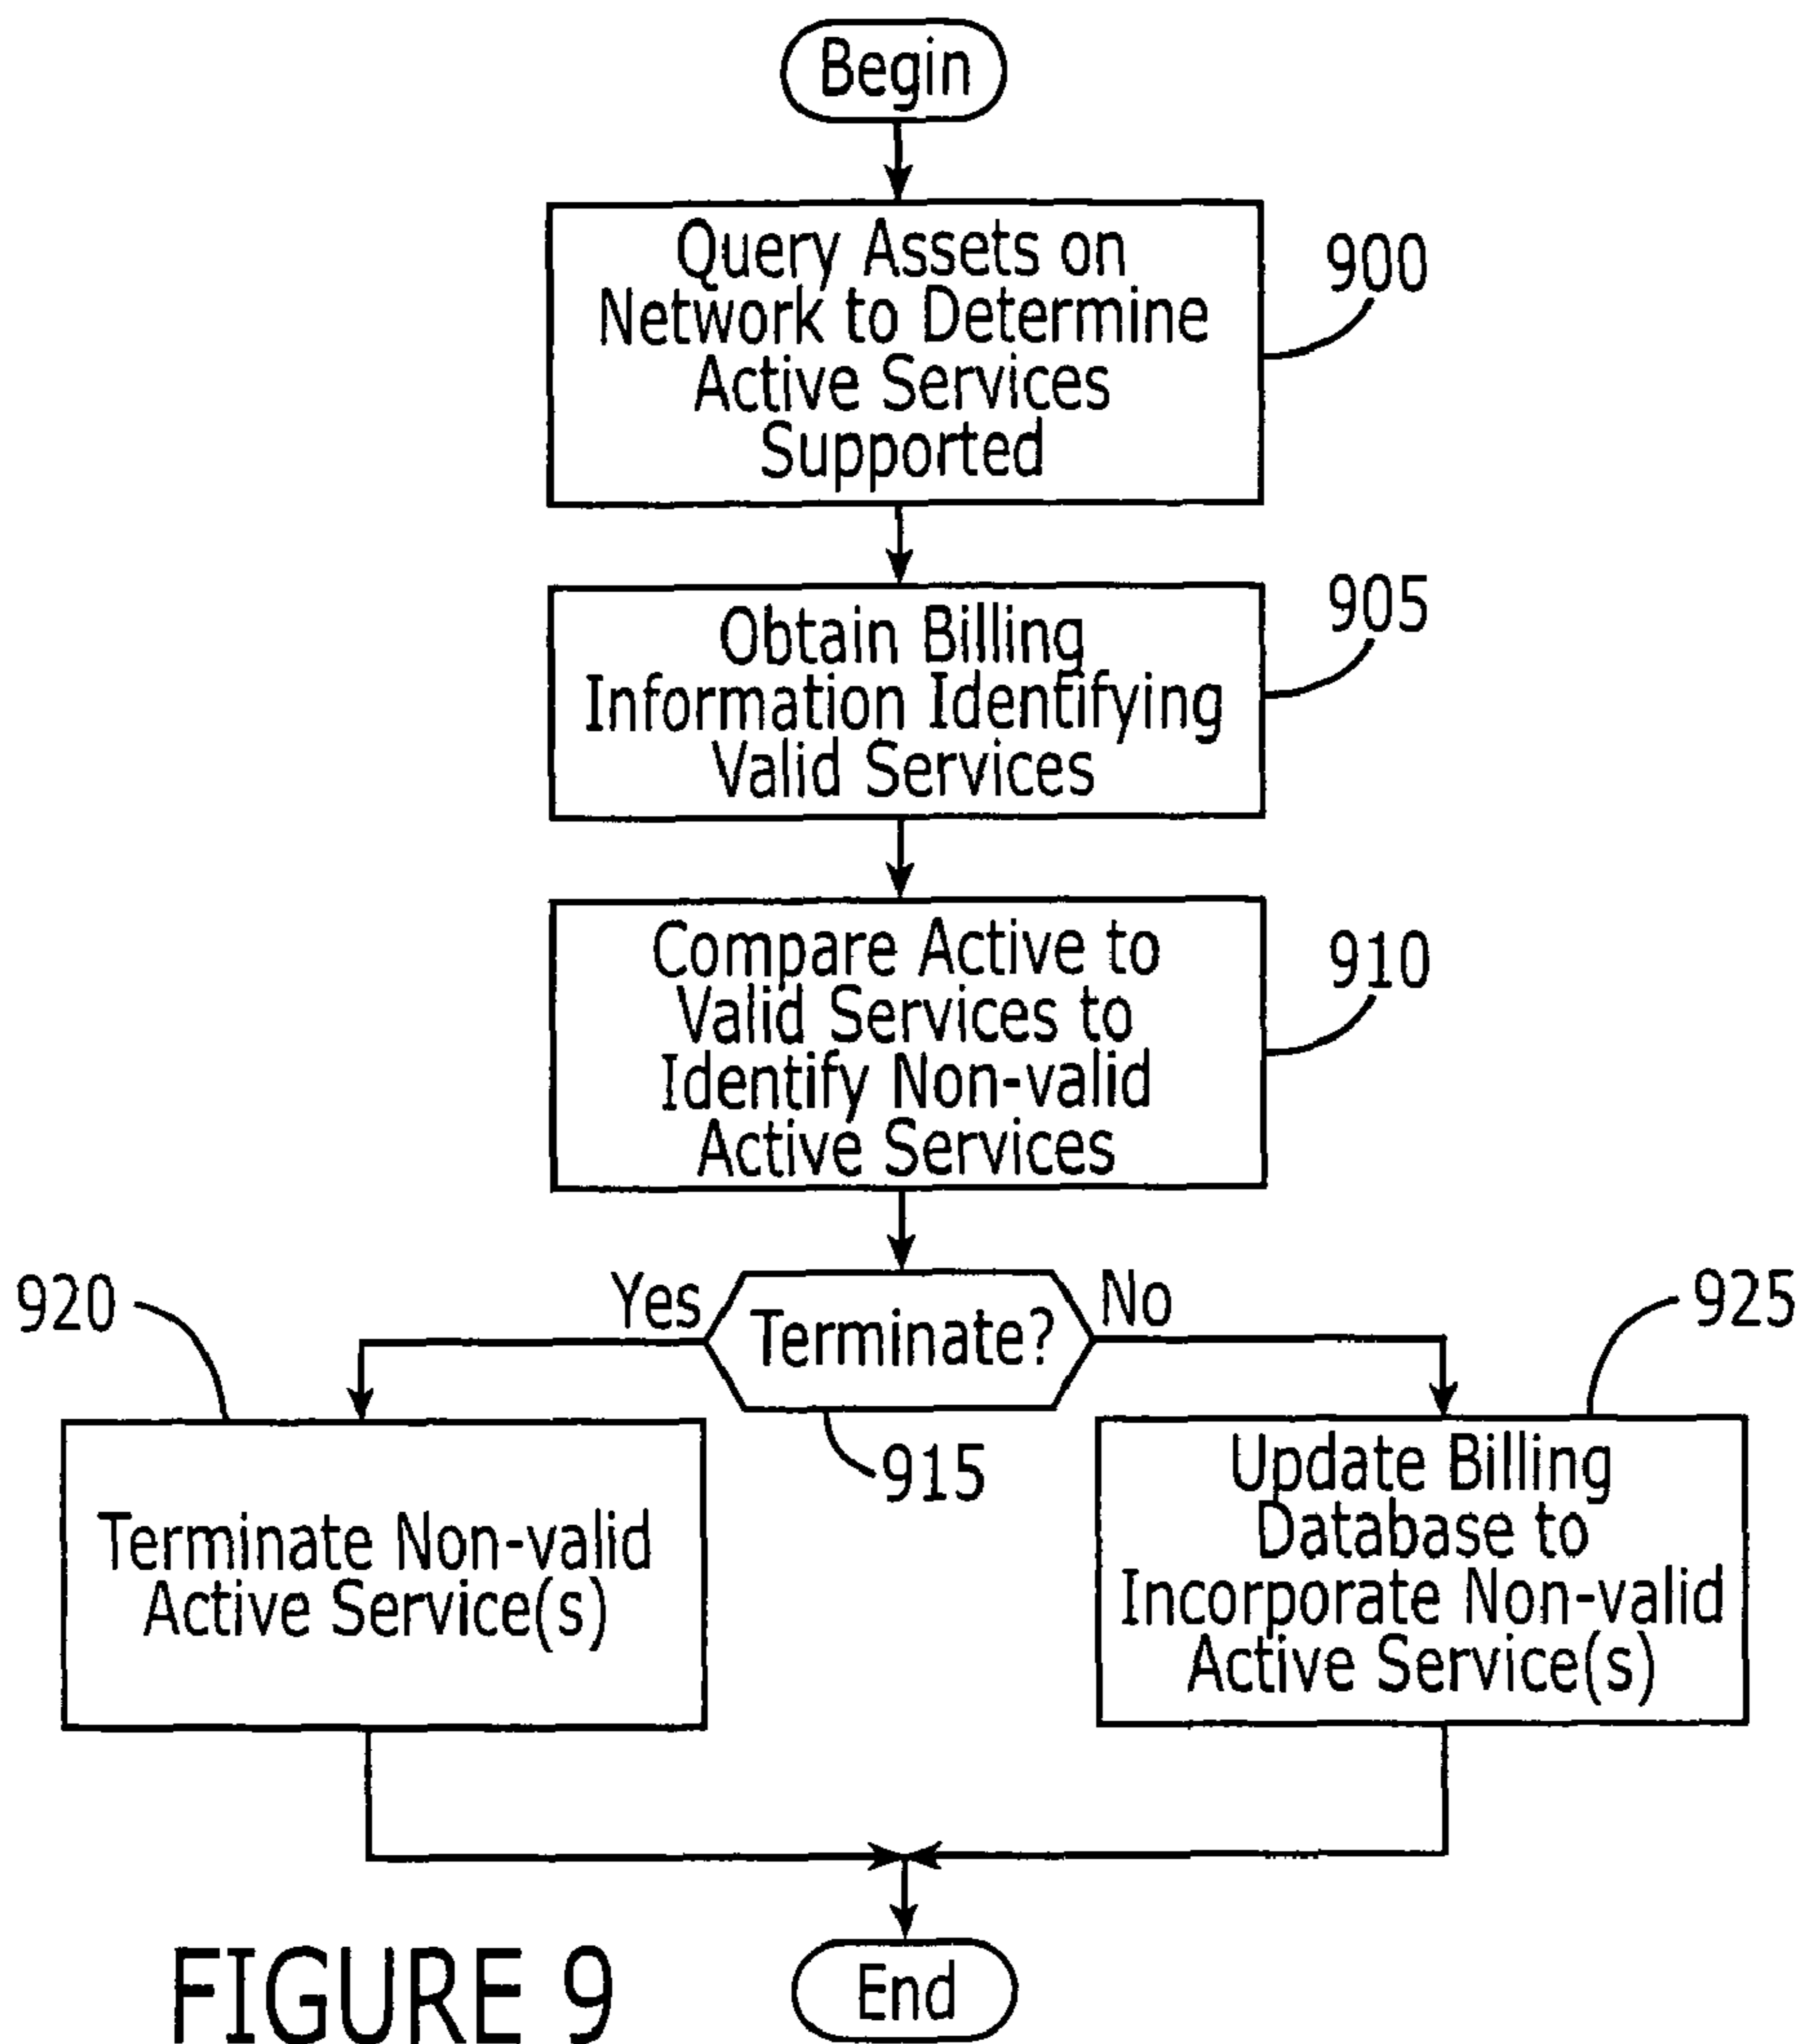 Begin
Query Assets on
Network to Determine
Active Services
Supported
900
Obtain Billing
Information Identifying
Valid Services
905
Compare Active to
Valid Services to
Identify Non-valid
Active Services
910
Yes
Terminate?
No
915
920
Terminate Non-valid
Active Service(s)
925
Update Billing
Database to
Incorporate Non-valid
Active Service(s)
End
FIGURE 9